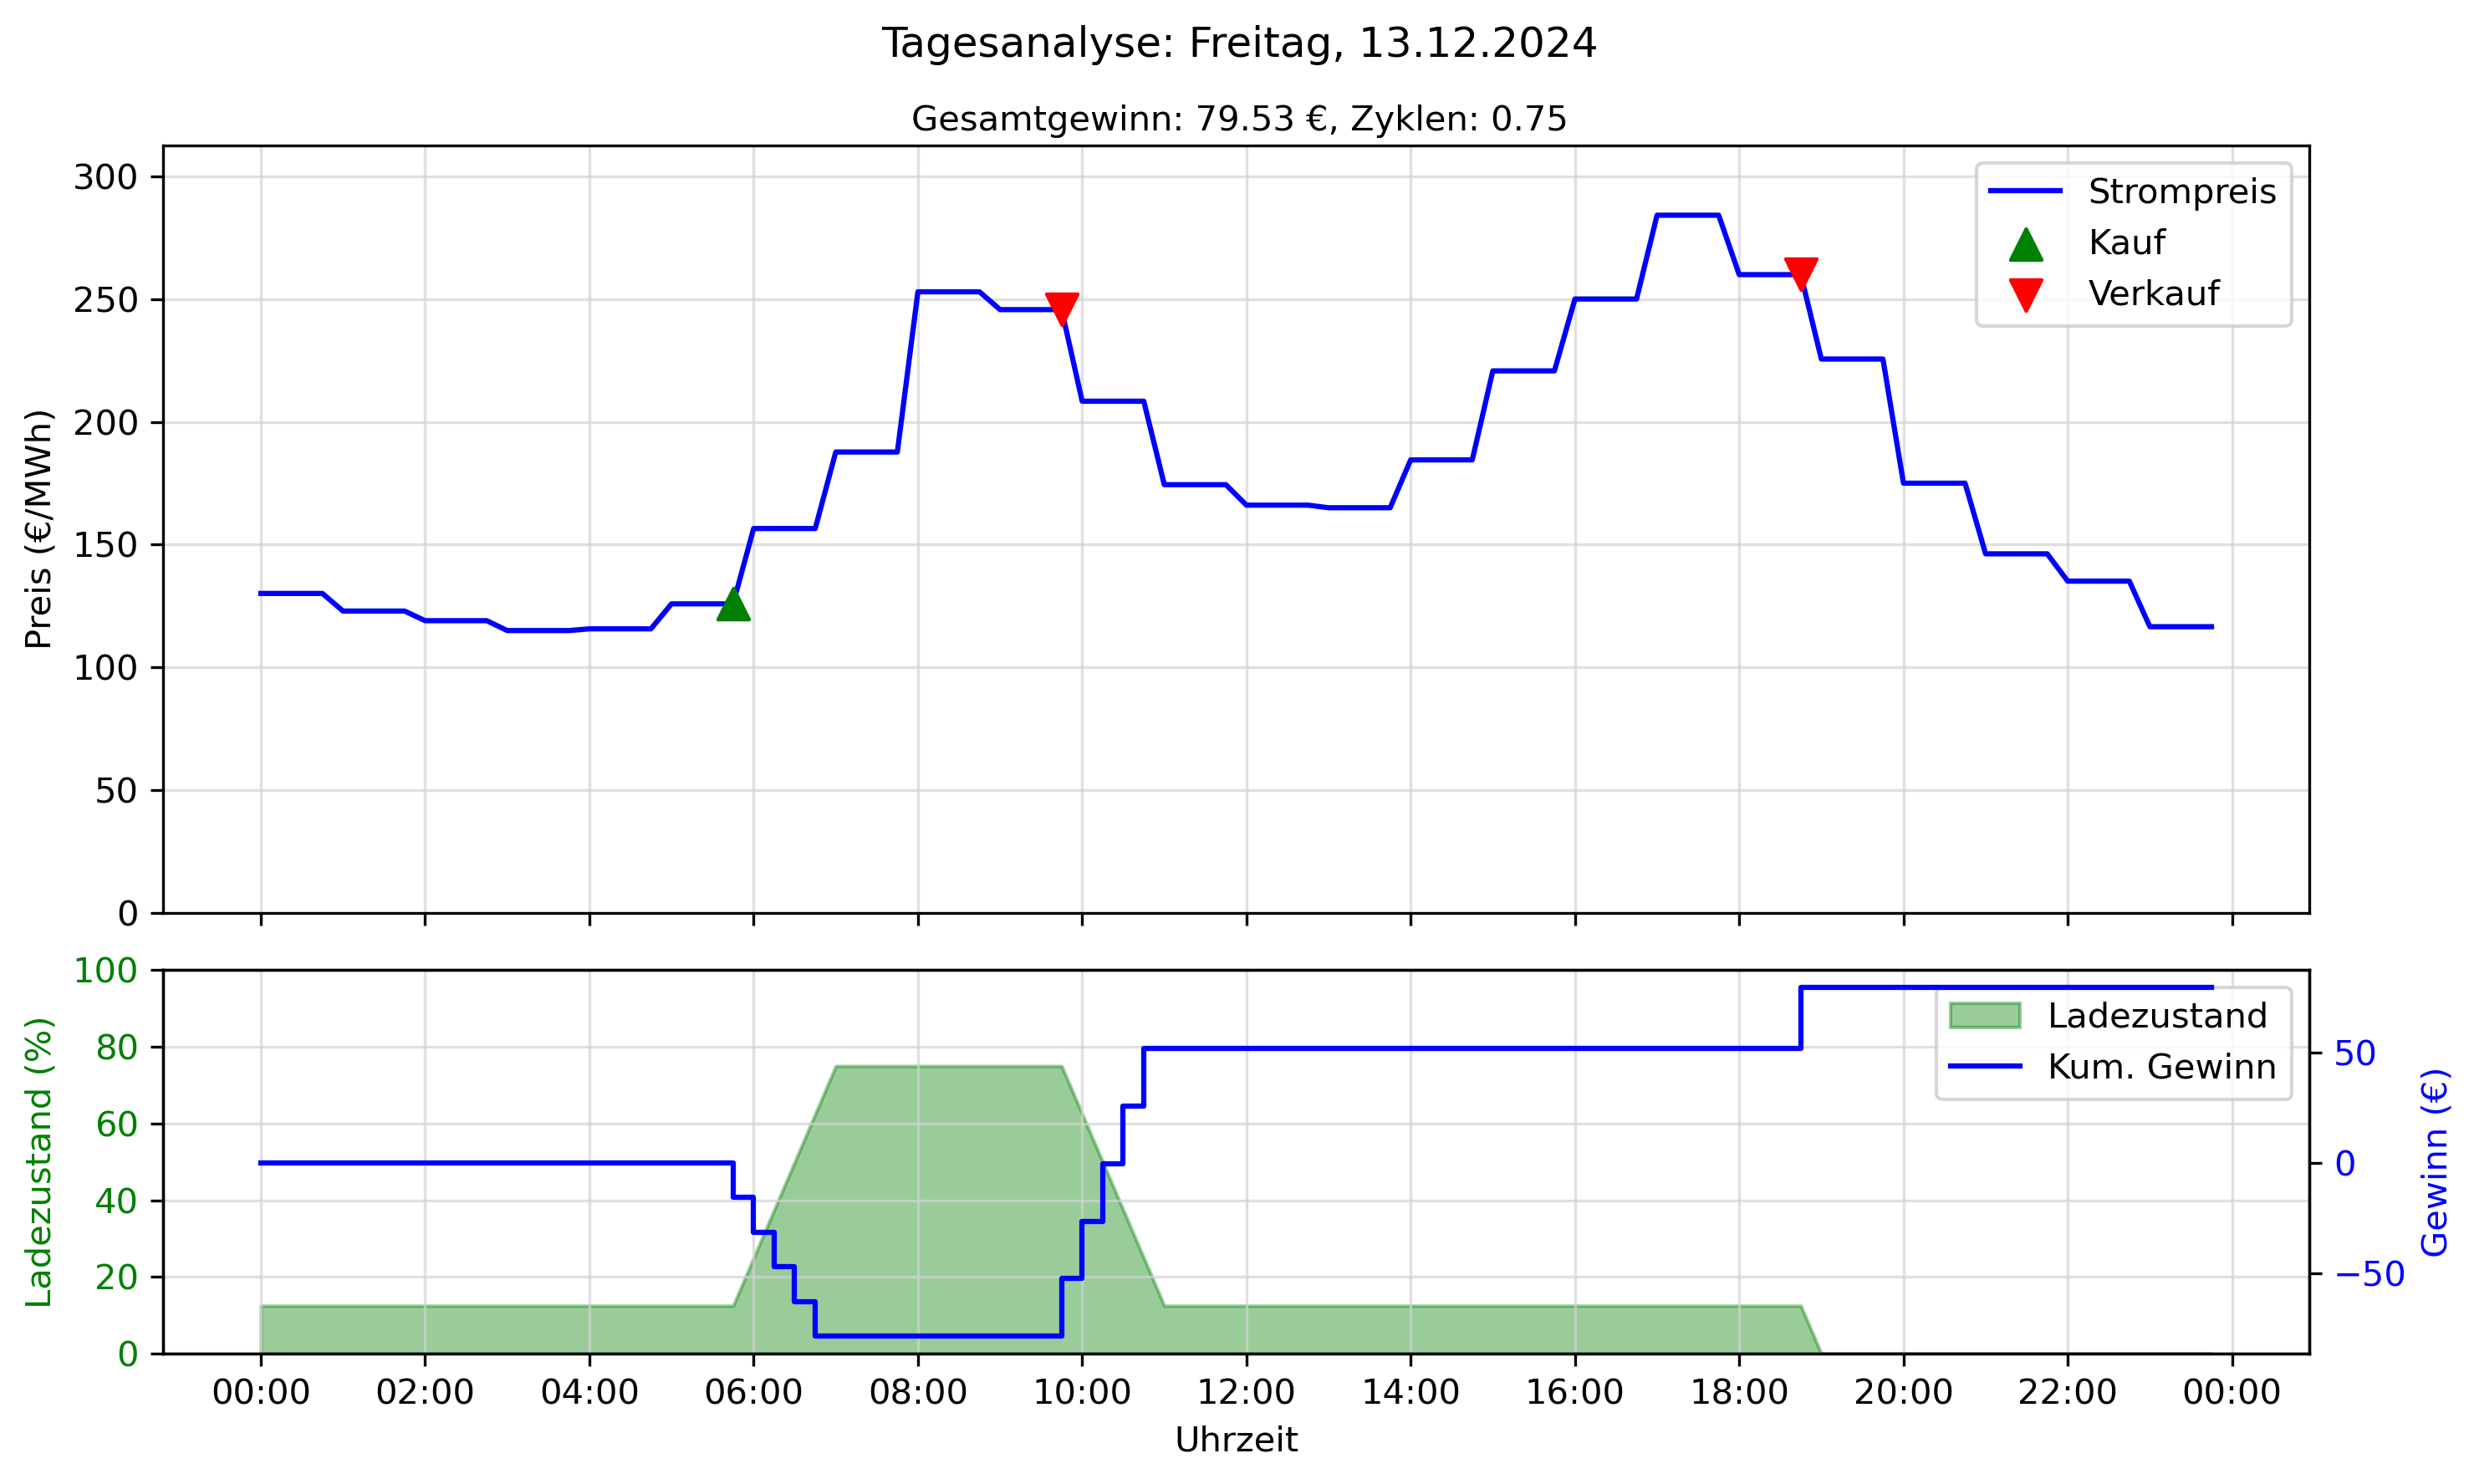 Tagesanalyse: Freitag, 13.12.2024
Gesamtgewinn: 79.53 €, Zyklen: 0.75
Preis (€/MWh)
300
250
200
150
100
50
0
Strompreis
Kauf
Verkauf
Ladezustand (%)
100
80
60
40
20
0
Ladezustand
Kum. Gewinn
50
0
−50
Gewinn (€)
00:00 02:00 04:00 06:00 08:00 10:00 12:00 14:00 16:00 18:00 20:00 22:00 00:00
Uhrzeit